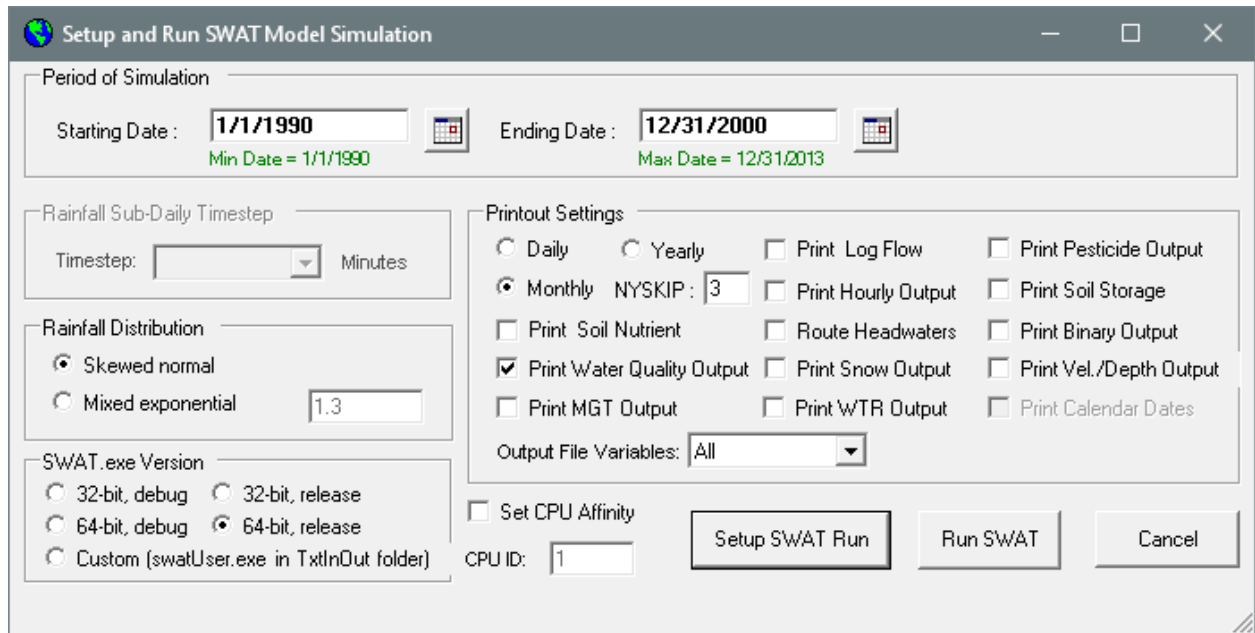 Setup and Run SWAT Model Simulation
Period of Simulation
Starting Date : 1/1/1990 Ending Date : 12/31/2000
Min Date = 1/1/1990 Max Date = 12/31/2013
Rainfall Sub-Daily Timestep
Timestep: Minutes
Rainfall Distribution
Skewed normal
Mixed exponential 1.3
SWAT.exe Version
32-bit, debug 32-bit, release
64-bit, debug 64-bit, release
Custom (swatUser.exe in TxtInOut folder)
Printout Settings
Daily Yearly Print Log Flow Print Pesticide Output
Monthly NYSKIP : 3 Print Hourly Output Print Soil Storage
Print Soil Nutrient Route Headwaters Print Binary Output
Print Water Quality Output Print Snow Output Print Vel./Depth Output
Print MGT Output Print WTR Output Print Calendar Dates
Output File Variables: All
Set CPU Affinity
CPU ID: 1
Setup SWAT Run Run SWAT Cancel